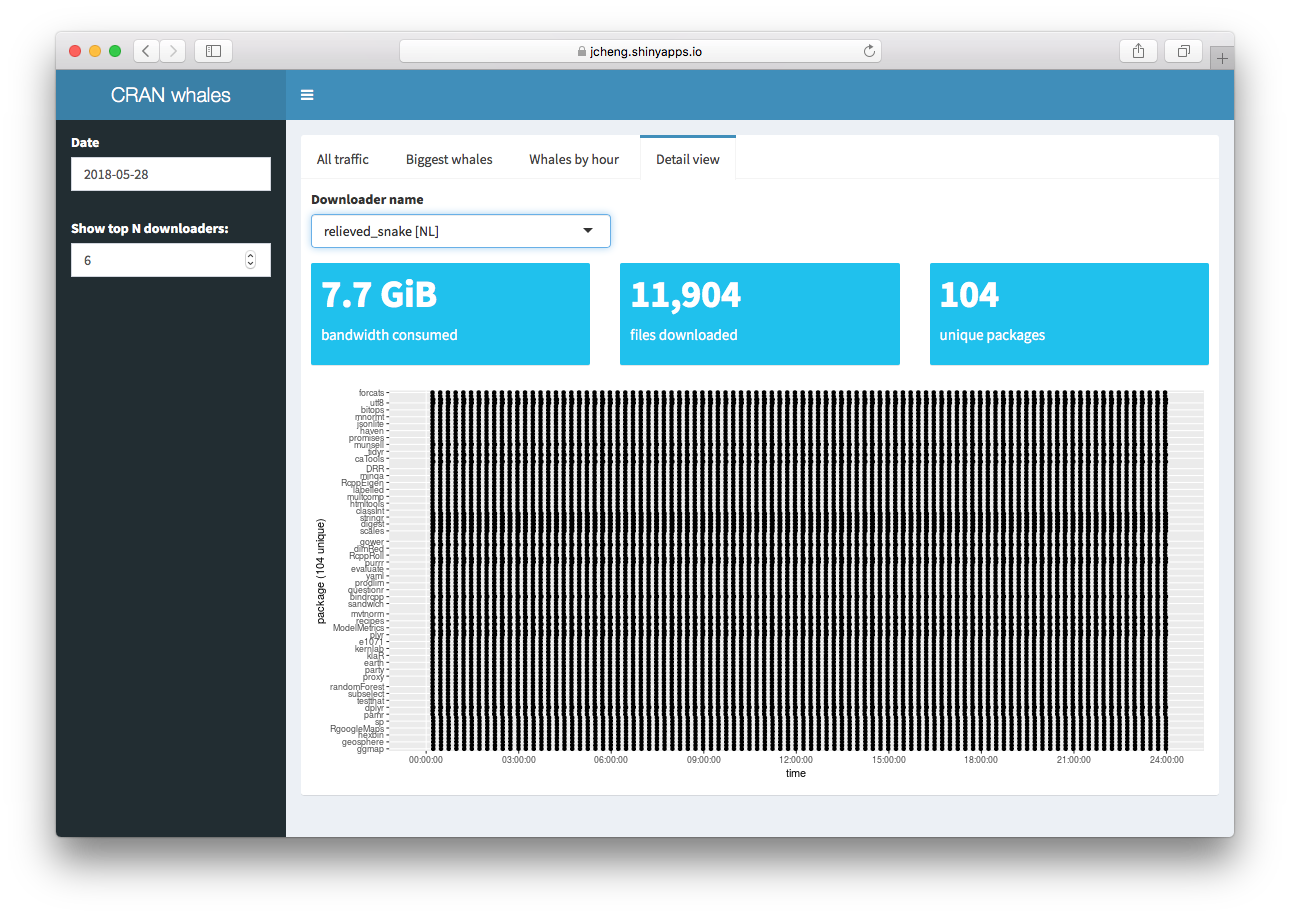 jcheng.shinyapps.io
CRAN whales
Date
2018-05-28
Show top N downloaders:
6
All traffic Biggest whales Whales by hour Detail view
Downloader name
relieved_snake [NL]
7.7 GiB
bandwidth consumed
11,904
files downloaded
104
unique packages
package (104 unique)
forcats
utf8
bitops
mnormt
jsonlite
haven
promises
munsell
tidyr
caTools
DRR
minqa
RcppEigen
labelled
multcomp
htmltools
classInt
stringr
digest
scales
gower
dimRed
RcppRoll
purrr
evaluate
yaml
prodlim
questionr
bindrcpp
sandwich
mvtnorm
recipes
ModelMetrics
plyr
e1071
kernlab
klaR
earth
party
proxy
randomForest
subselect
testthat
dplyr
pamr
sp
RgoogleMaps
hexbin
geosphere
ggmap
00:00:00 03:00:00 06:00:00 09:00:00 12:00:00 15:00:00 18:00:00 21:00:00 24:00:00
time